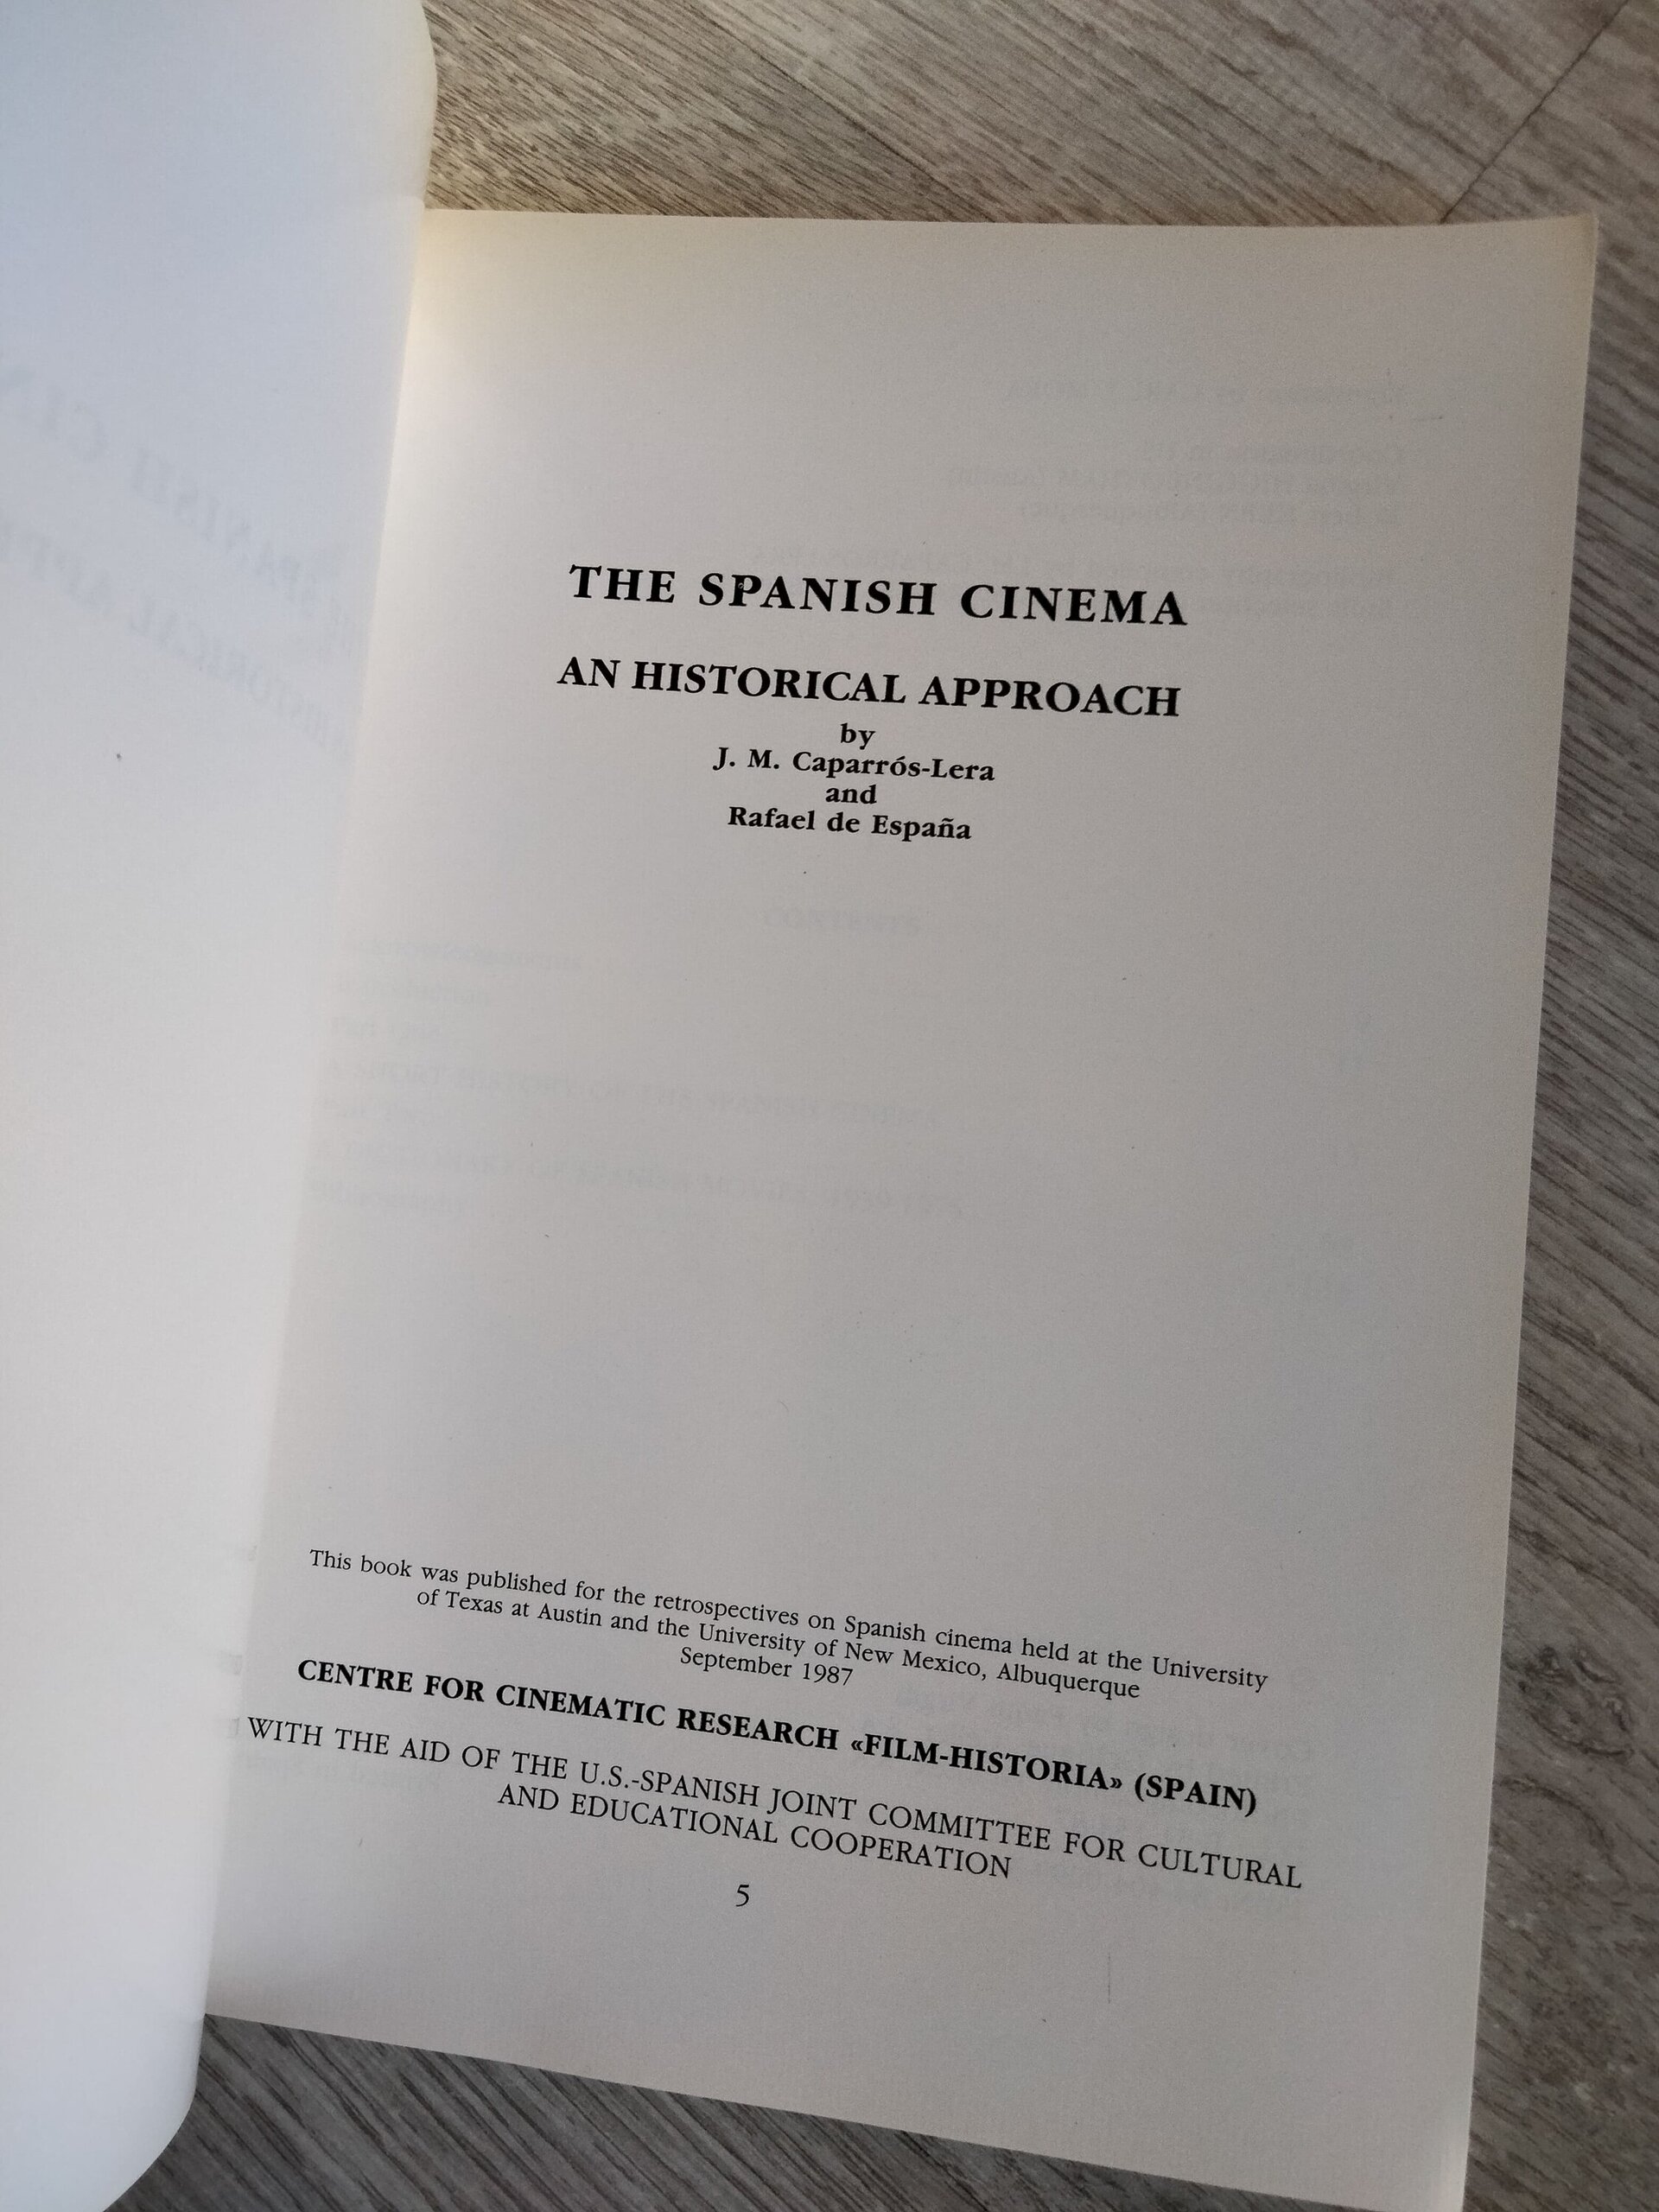 THE SPANISH CINEMA
AN HISTORICAL APPROACH
by
J. M. Caparrós-Lera
and
Rafael de España
This book was published for the retrospectives on Spanish cinema held at the University
of Texas at Austin and the University of New Mexico, Albuquerque
September 1987
CENTRE FOR CINEMATIC RESEARCH «FILM-HISTORIA» (SPAIN)
WITH THE AID OF THE U.S.-SPANISH JOINT COMMITTEE FOR CULTURAL
AND EDUCATIONAL COOPERATION
5